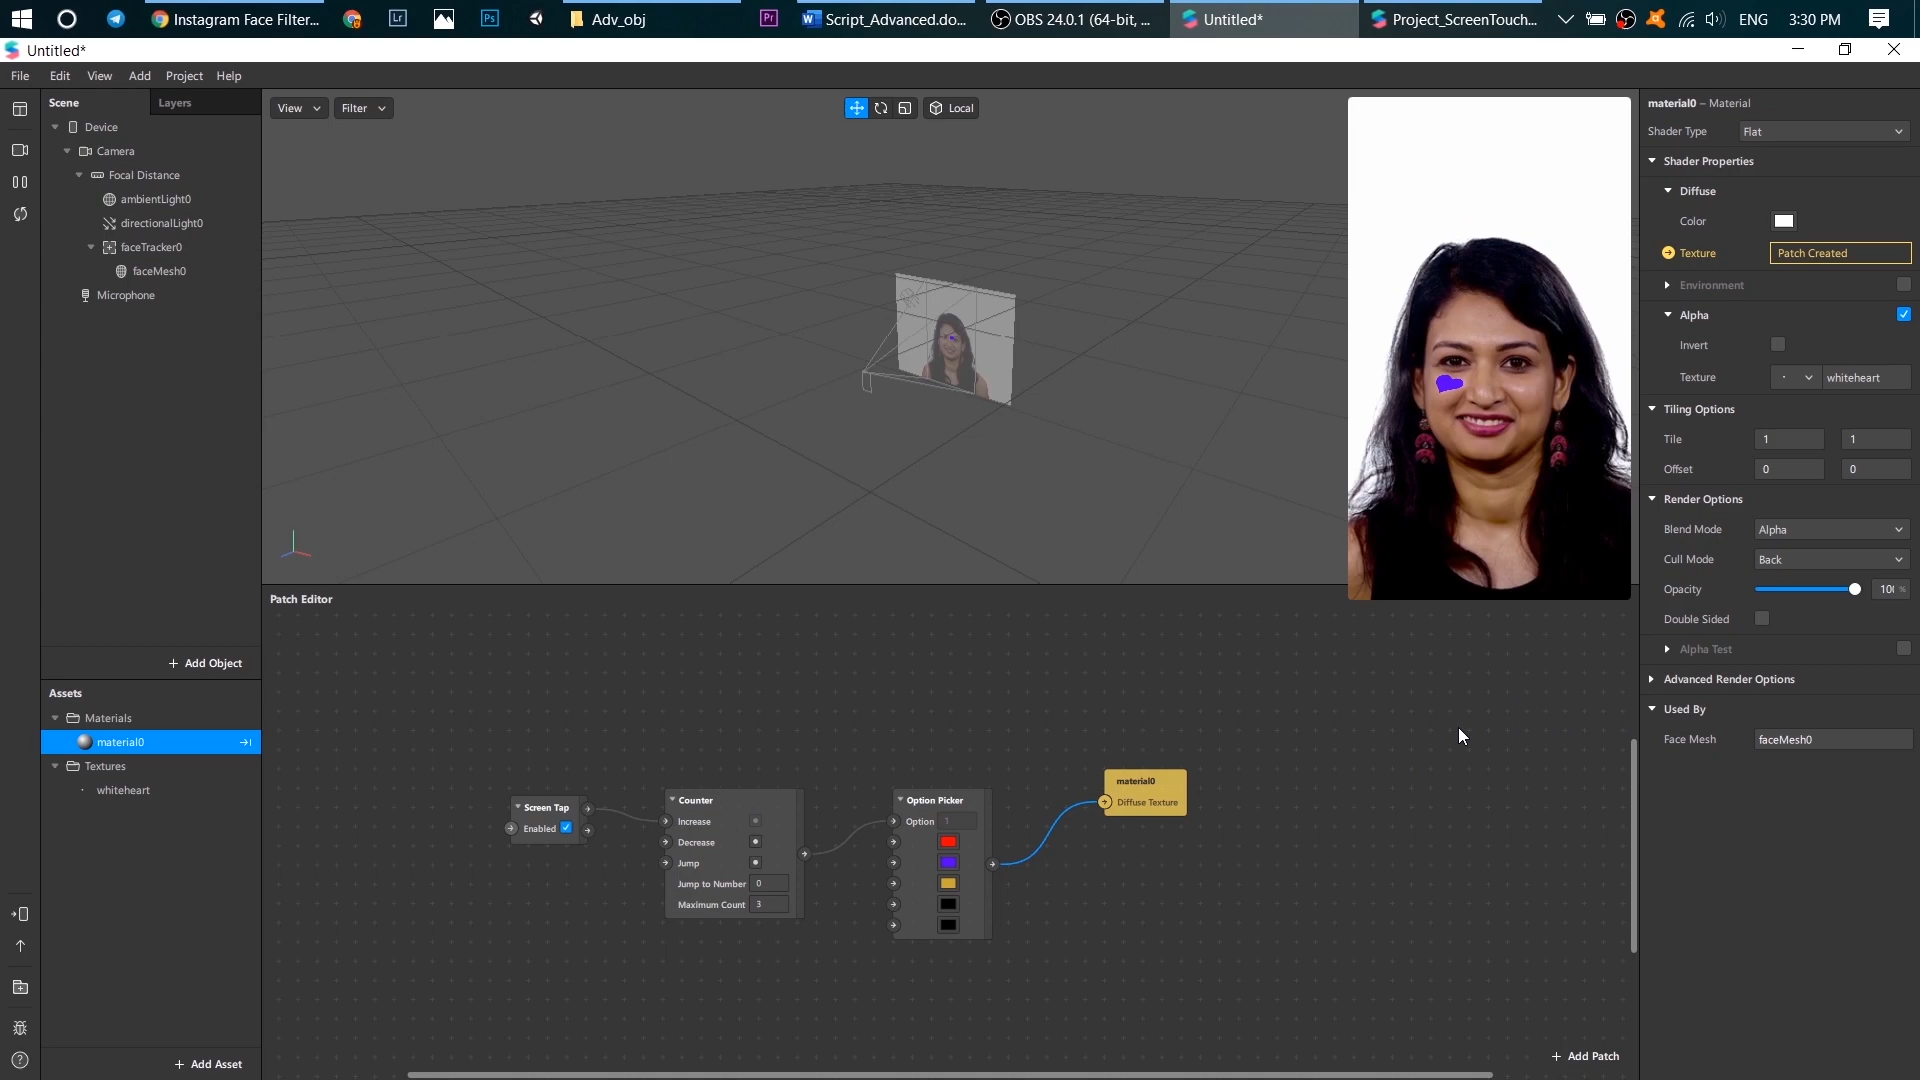 Instagram Face Filter...
Lr
Ps
Adv_obj
Pr
Script_Advanced.do...
OBS 24.0.1 (64-bit, ...
Untitled*
Project_ScreenTouch...
ENG
3:30 PM
Untitled*
File Edit View Add Project Help
Scene
Layers
Device
Camera
Focal Distance
ambientLight0
directionalLight0
faceTracker0
faceMesh0
Microphone
+ Add Object
Assets
Materials
material0
Textures
whiteheart
+ Add Asset
View
Filter
Local
Patch Editor
Screen Tap
Enabled
Counter
Increase
Decrease
Jump
Jump to Number 0
Maximum Count 3
Option Picker
Option 1
material0
Diffuse Texture
+ Add Patch
material0 – Material
Shader Type Flat
Shader Properties
Diffuse
Color
Texture Patch Created
Environment
Alpha
Invert
Texture whiteheart
Tiling Options
Tile 1 1
Offset 0 0
Render Options
Blend Mode Alpha
Cull Mode Back
Opacity 10 %
Double Sided
Alpha Test
Advanced Render Options
Used By
Face Mesh faceMesh0